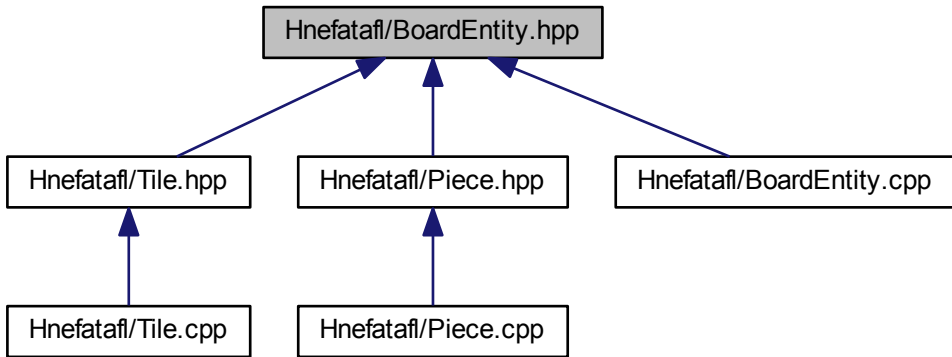 Hnefatafl/BoardEntity.hpp
Hnefatafl/Tile.hpp
Hnefatafl/Piece.hpp
Hnefatafl/BoardEntity.cpp
Hnefatafl/Tile.cpp
Hnefatafl/Piece.cpp